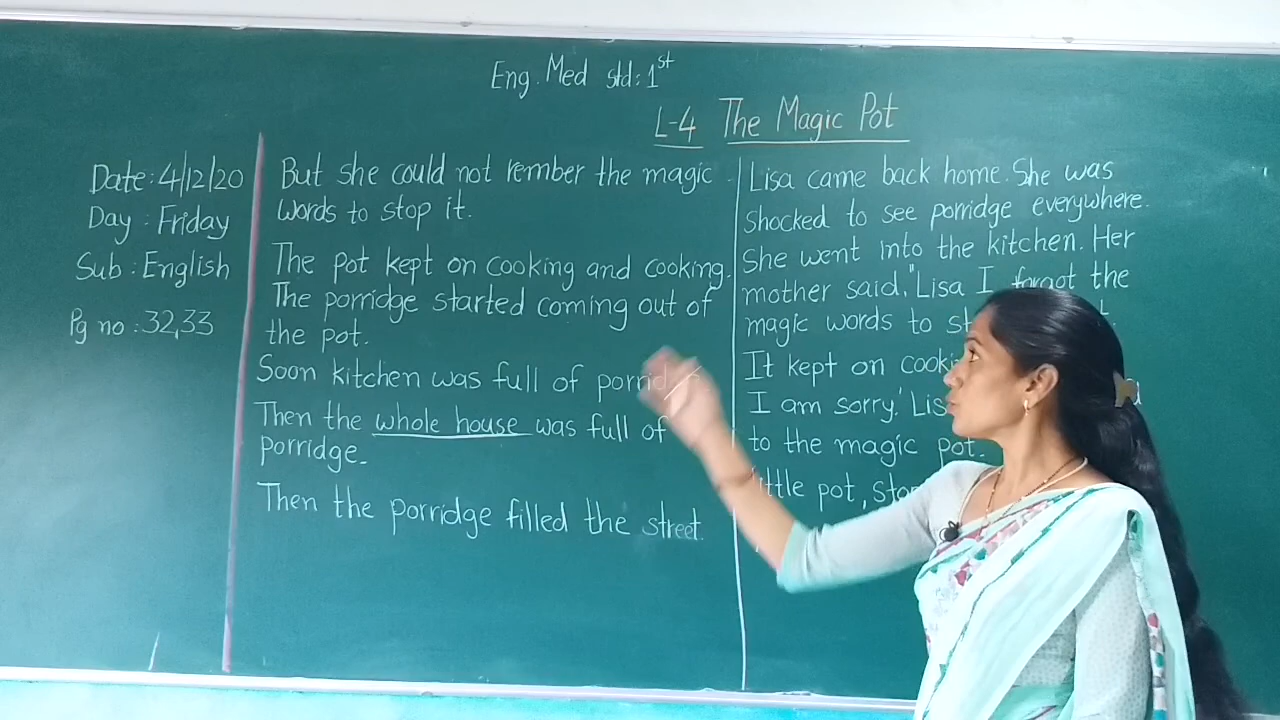 Eng. Med std: 1st
L-4 The Magic Pot
Date: 4/12/20
Day : Friday
Sub : English
Pg no : 32,33
But she could not rember the magic
words to stop it.
The pot kept on cooking and cooking.
The porridge started coming out of
the pot.
Soon kitchen was full of
Then the whole house was full of
porridge.
Then the porridge filled the street.
Lisa came back home. She was
shocked to see porridge everywhere.
She went into the kitchen. Her
mother said, "Lisa I forgot the
magic words to
It kept on
I am sorry.'
to the magic pot.
pot,